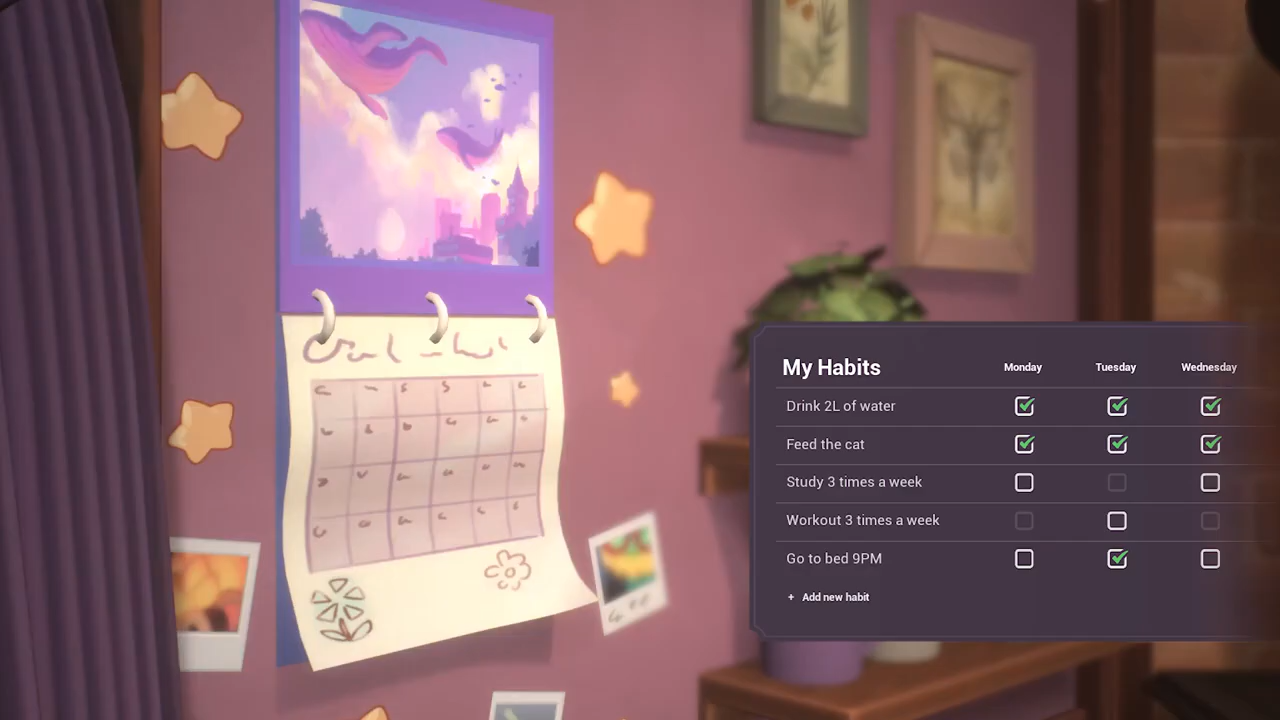 My Habits Monday Tuesday Wednesday
Drink 2L of water
Feed the cat
Study 3 times a week
Workout 3 times a week
Go to bed 9PM
+ Add new habit